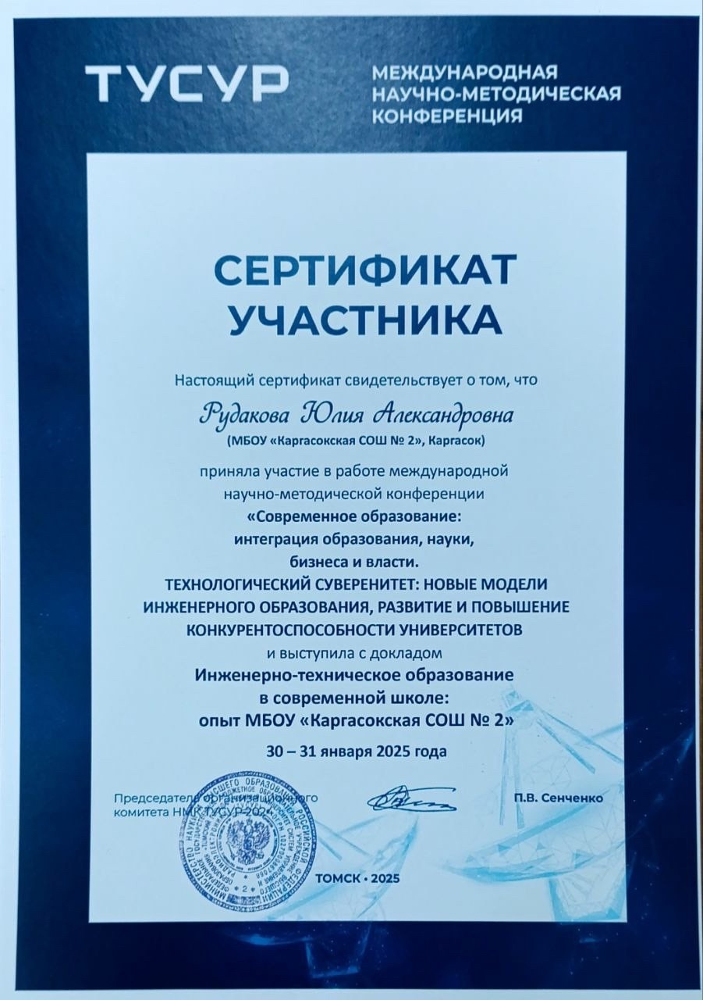 ТУСУР
МЕЖДУНАРОДНАЯ
НАУЧНО-МЕТОДИЧЕСКАЯ
КОНФЕРЕНЦИЯ
СЕРТИФИКАТ
УЧАСТНИКА
Настоящий сертификат свидетельствует о том, что
Рудакова Юлия Александровна
(МБОУ «Каргасокская СОШ № 2», Каргасок)
приняла участие в работе международной
научно-методической конференции
«Современное образование:
интеграция образования, науки,
бизнеса и власти.
ТЕХНОЛОГИЧЕСКИЙ СУВЕРЕНИТЕТ: НОВЫЕ МОДЕЛИ
ИНЖЕНЕРНОГО ОБРАЗОВАНИЯ, РАЗВИТИЕ И ПОВЫШЕНИЕ
КОНКУРЕНТОСПОСОБНОСТИ УНИВЕРСИТЕТОВ
и выступила с докладом
Инженерно-техническое образование
в современной школе:
опыт МБОУ «Каргасокская СОШ № 2»
30 – 31 января 2025 года
Председатель организационного
комитета НМК ТУСУР-2024
П.В. Сенченко
ТОМСК • 2025